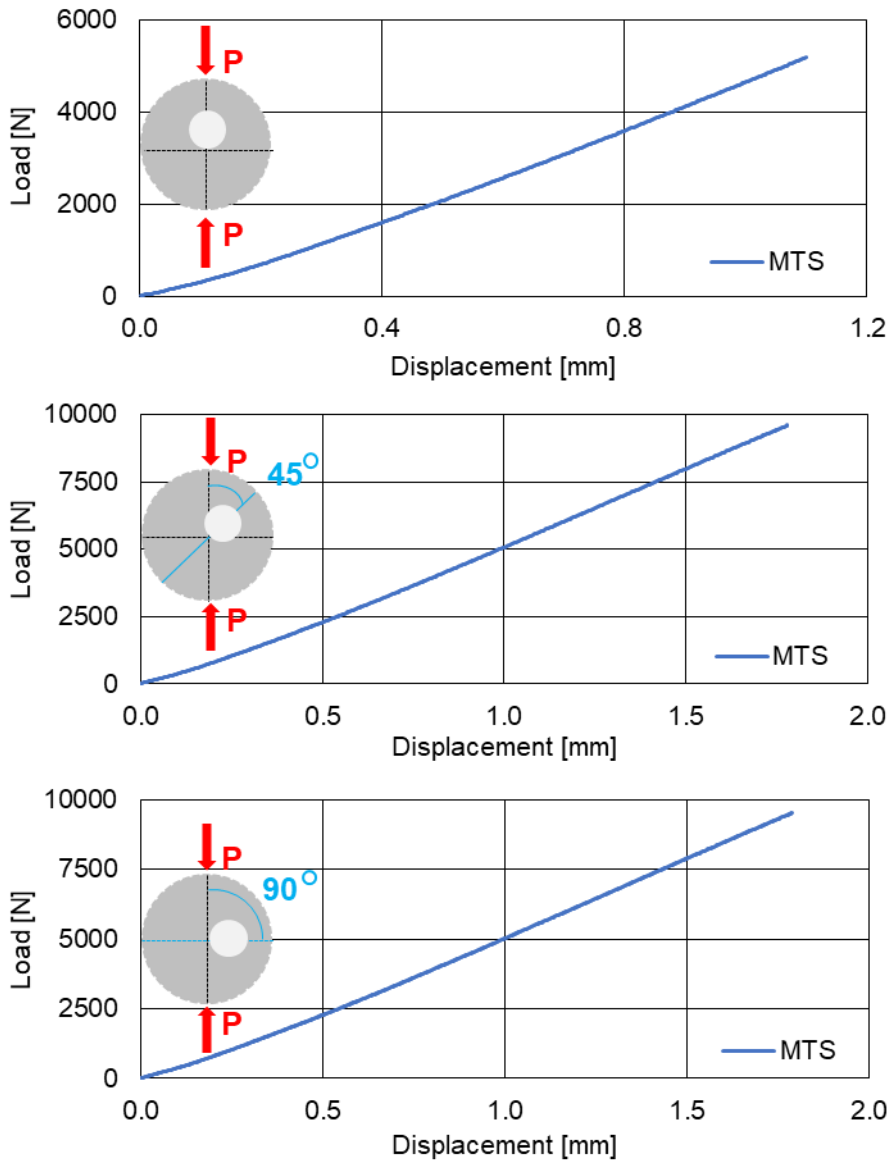 6000
4000
2000
0
Load [N]
P
P
MTS
0.0 0.4 0.8 1.2
Displacement [mm]
10000
7500
5000
2500
0
Load [N]
P
45°
P
MTS
0.0 0.5 1.0 1.5 2.0
Displacement [mm]
10000
7500
5000
2500
0
Load [N]
P
90°
P
MTS
0.0 0.5 1.0 1.5 2.0
Displacement [mm]